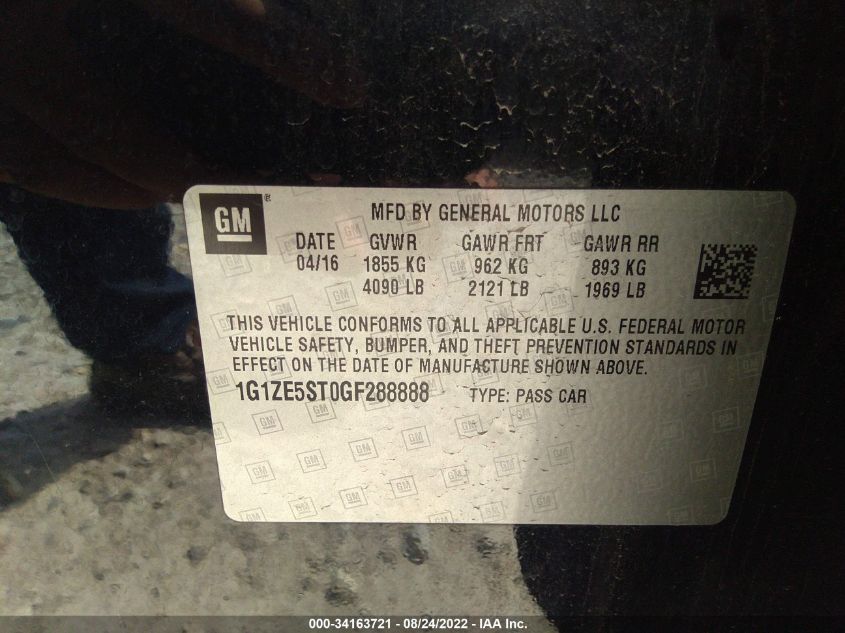 GM ®
MFD BY GENERAL MOTORS LLC
DATE GVWR GAWR FRT GAWR RR
04/16 1855 KG 962 KG 893 KG
4090 LB 2121 LB 1969 LB
THIS VEHICLE CONFORMS TO ALL APPLICABLE U.S. FEDERAL MOTOR
VEHICLE SAFETY, BUMPER, AND THEFT PREVENTION STANDARDS IN
EFFECT ON THE DATE OF MANUFACTURE SHOWN ABOVE.
1G1ZE5ST0GF288888 TYPE: PASS CAR
000-34163721 - 08/24/2022 - IAA Inc.